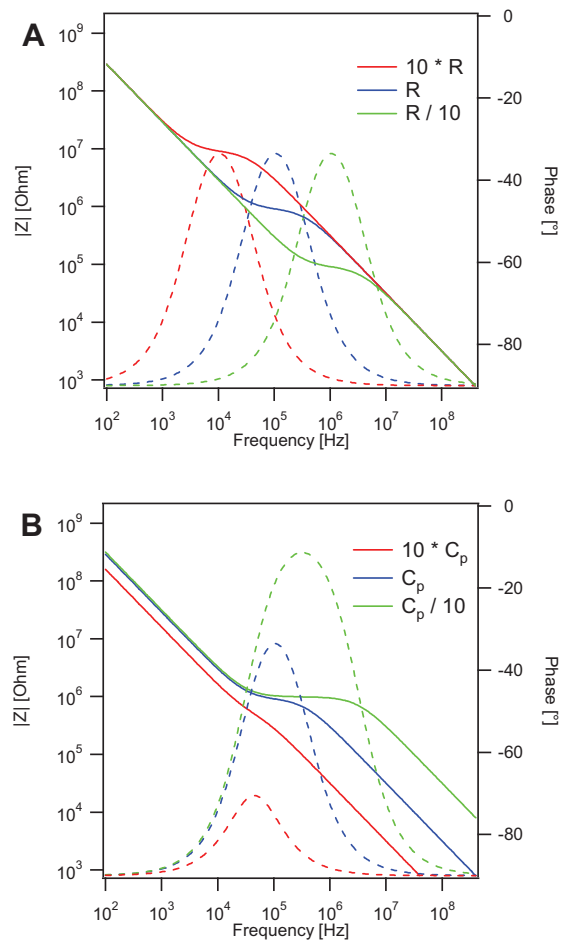 A
10 * R
R
R / 10
|Z| [Ohm]
10⁹
10⁸
10⁷
10⁶
10⁵
10⁴
10³
0
-20
-40
-60
-80
Phase [°]
10² 10³ 10⁴ 10⁵ 10⁶ 10⁷ 10⁸
Frequency [Hz]
B
10 * Cₚ
Cₚ
Cₚ / 10
|Z| [Ohm]
10⁹
10⁸
10⁷
10⁶
10⁵
10⁴
10³
0
-20
-40
-60
-80
Phase [°]
10² 10³ 10⁴ 10⁵ 10⁶ 10⁷ 10⁸
Frequency [Hz]